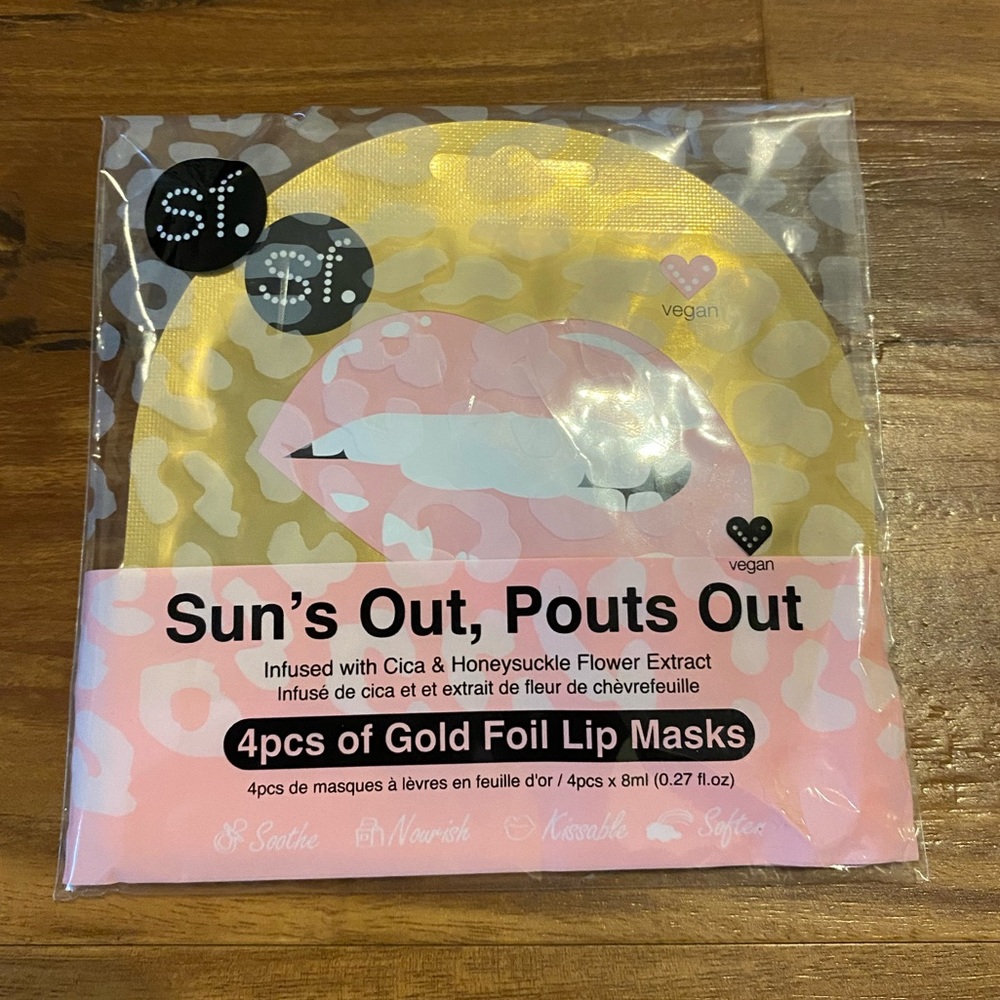 sf.
sf.
vegan
vegan
Sun's Out, Pouts Out
Infused with Cica & Honeysuckle Flower Extract
Infusé de cica et et extrait de fleur de chèvrefeuille
4pcs of Gold Foil Lip Masks
4pcs de masques à lèvres en feuille d'or / 4pcs x 8ml (0.27 fl.oz)
Soothe Nourish Kissable Soften